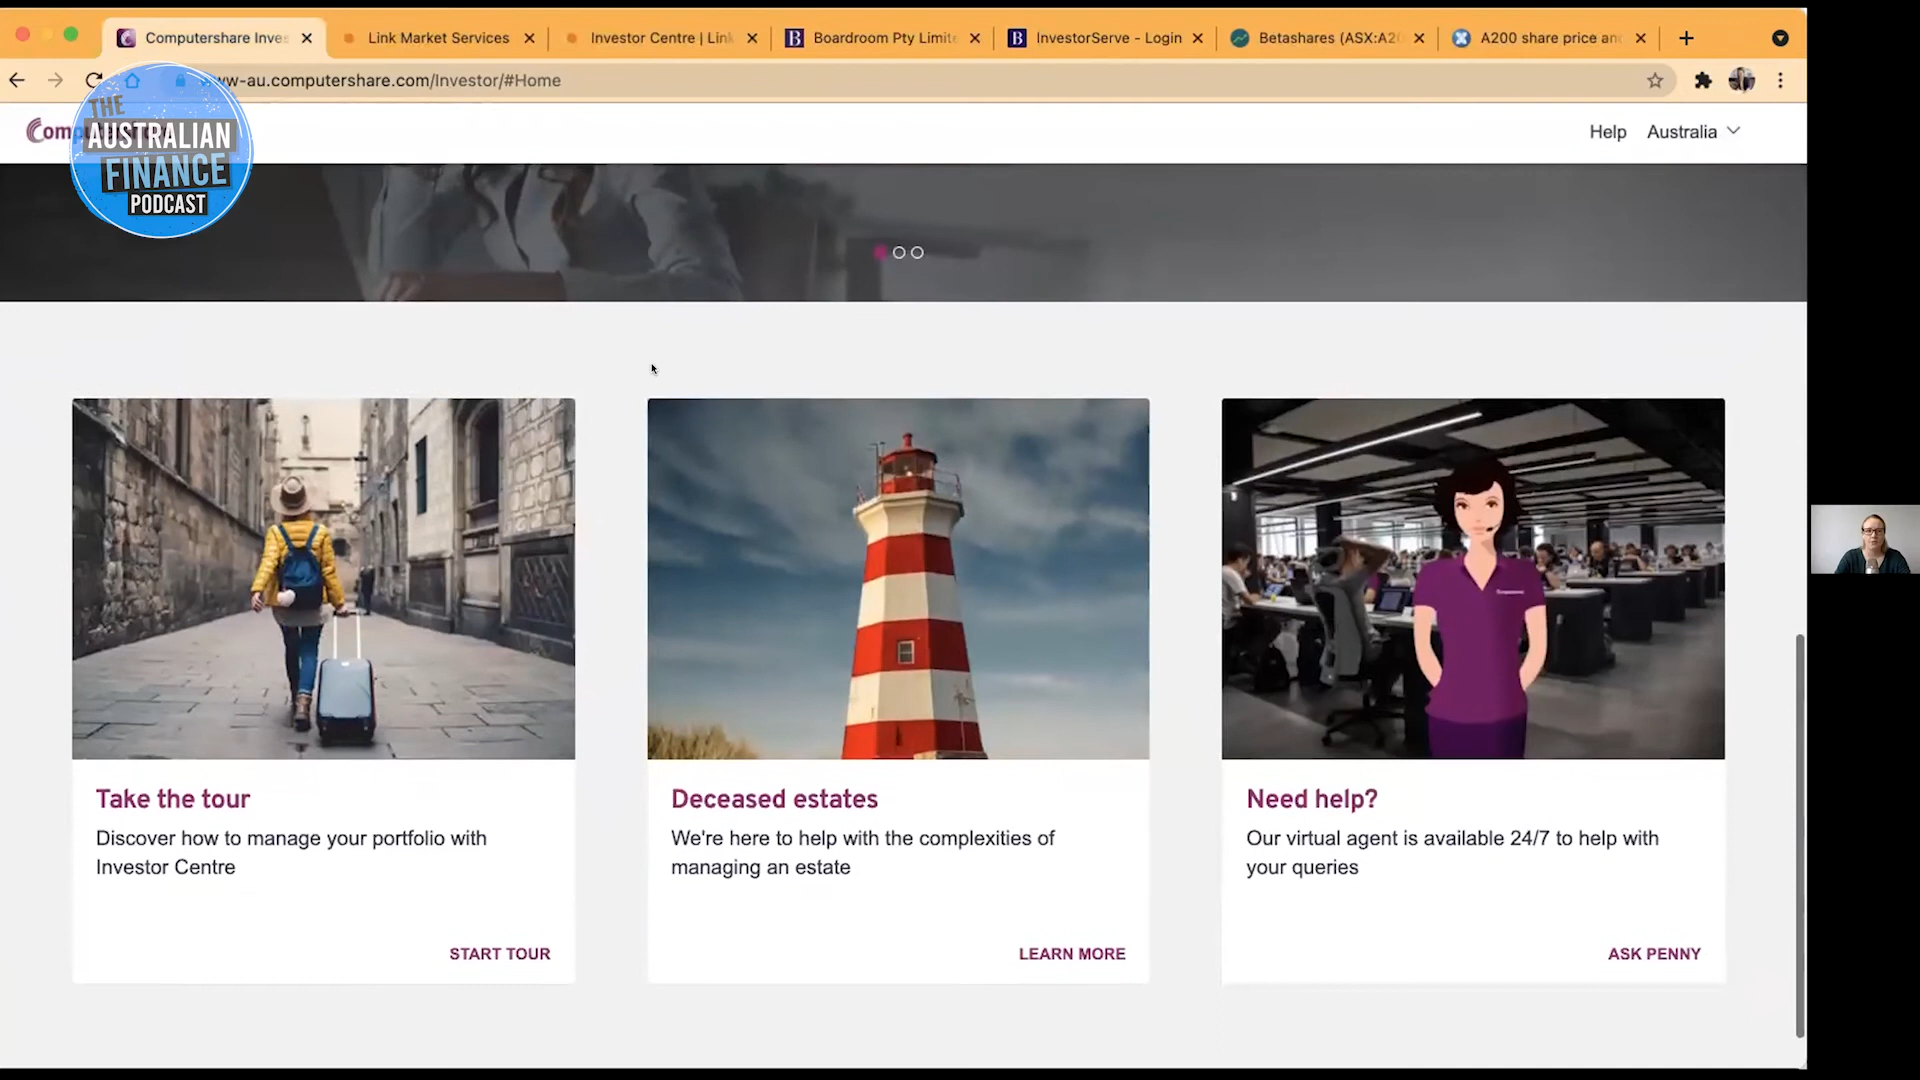 Computershare Inve
Link Market Services
Investor Centre | Link
Boardroom Pty Limite
InvestorServe - Login
Betashares (ASX:A20
A200 share price an
ww-au.computershare.com/Investor/#Home
Com
Help
Australia
THE
AUSTRALIAN
FINANCE
PODCAST
Take the tour
Discover how to manage your portfolio with
Investor Centre
START TOUR
Deceased estates
We're here to help with the complexities of
managing an estate
LEARN MORE
Need help?
Our virtual agent is available 24/7 to help with
your queries
ASK PENNY